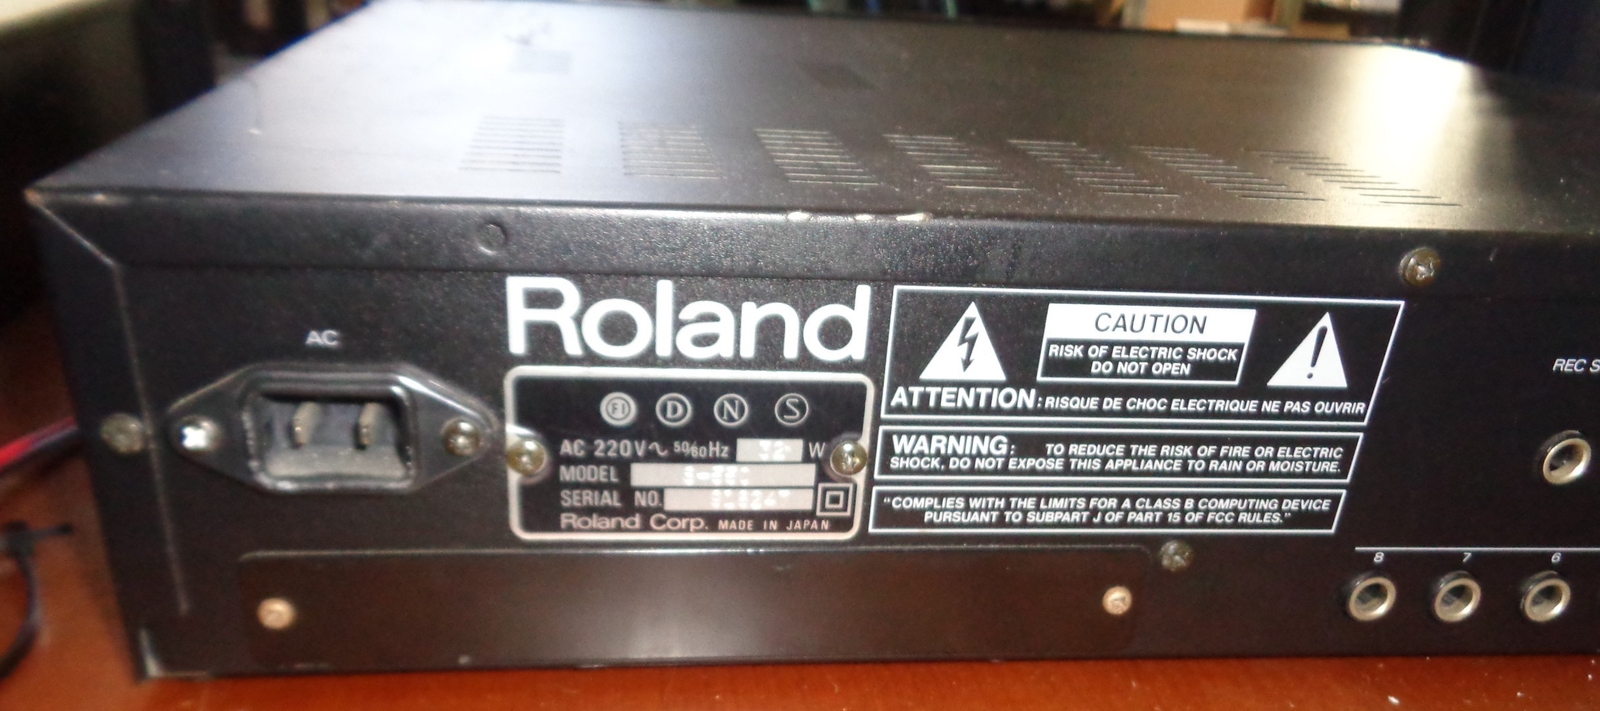 AC
Roland
FI D N S
AC 220V~ 50/60Hz 32 W
MODEL
SERIAL NO.
Roland Corp. MADE IN JAPAN
CAUTION
RISK OF ELECTRIC SHOCK
DO NOT OPEN
ATTENTION: RISQUE DE CHOC ELECTRIQUE NE PAS OUVRIR
WARNING: TO REDUCE THE RISK OF FIRE OR ELECTRIC
SHOCK, DO NOT EXPOSE THIS APPLIANCE TO RAIN OR MOISTURE.
"COMPLIES WITH THE LIMITS FOR A CLASS B COMPUTING DEVICE
PURSUANT TO SUBPART J OF PART 15 OF FCC RULES."
REC S
8 7 6